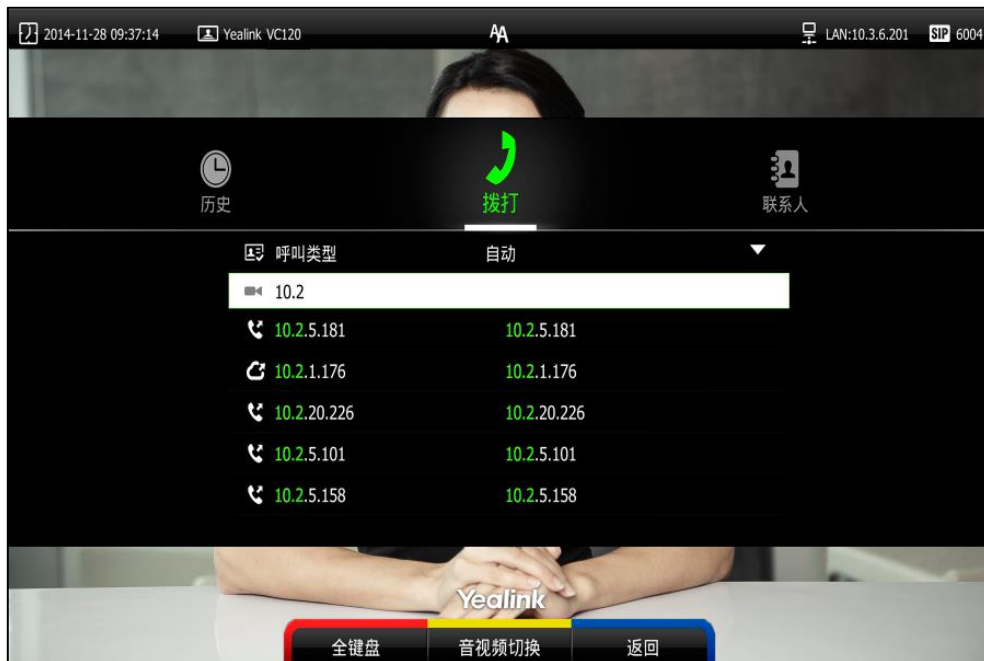 2014-11-28 09:37:14 Yealink VC120 AA LAN:10.3.6.201 SIP 6004
历史 拨打 联系人
呼叫类型 自动
10.2
10.2.5.181 10.2.5.181
10.2.1.176 10.2.1.176
10.2.20.226 10.2.20.226
10.2.5.101 10.2.5.101
10.2.5.158 10.2.5.158
Yealink
全键盘 音视频切换 返回